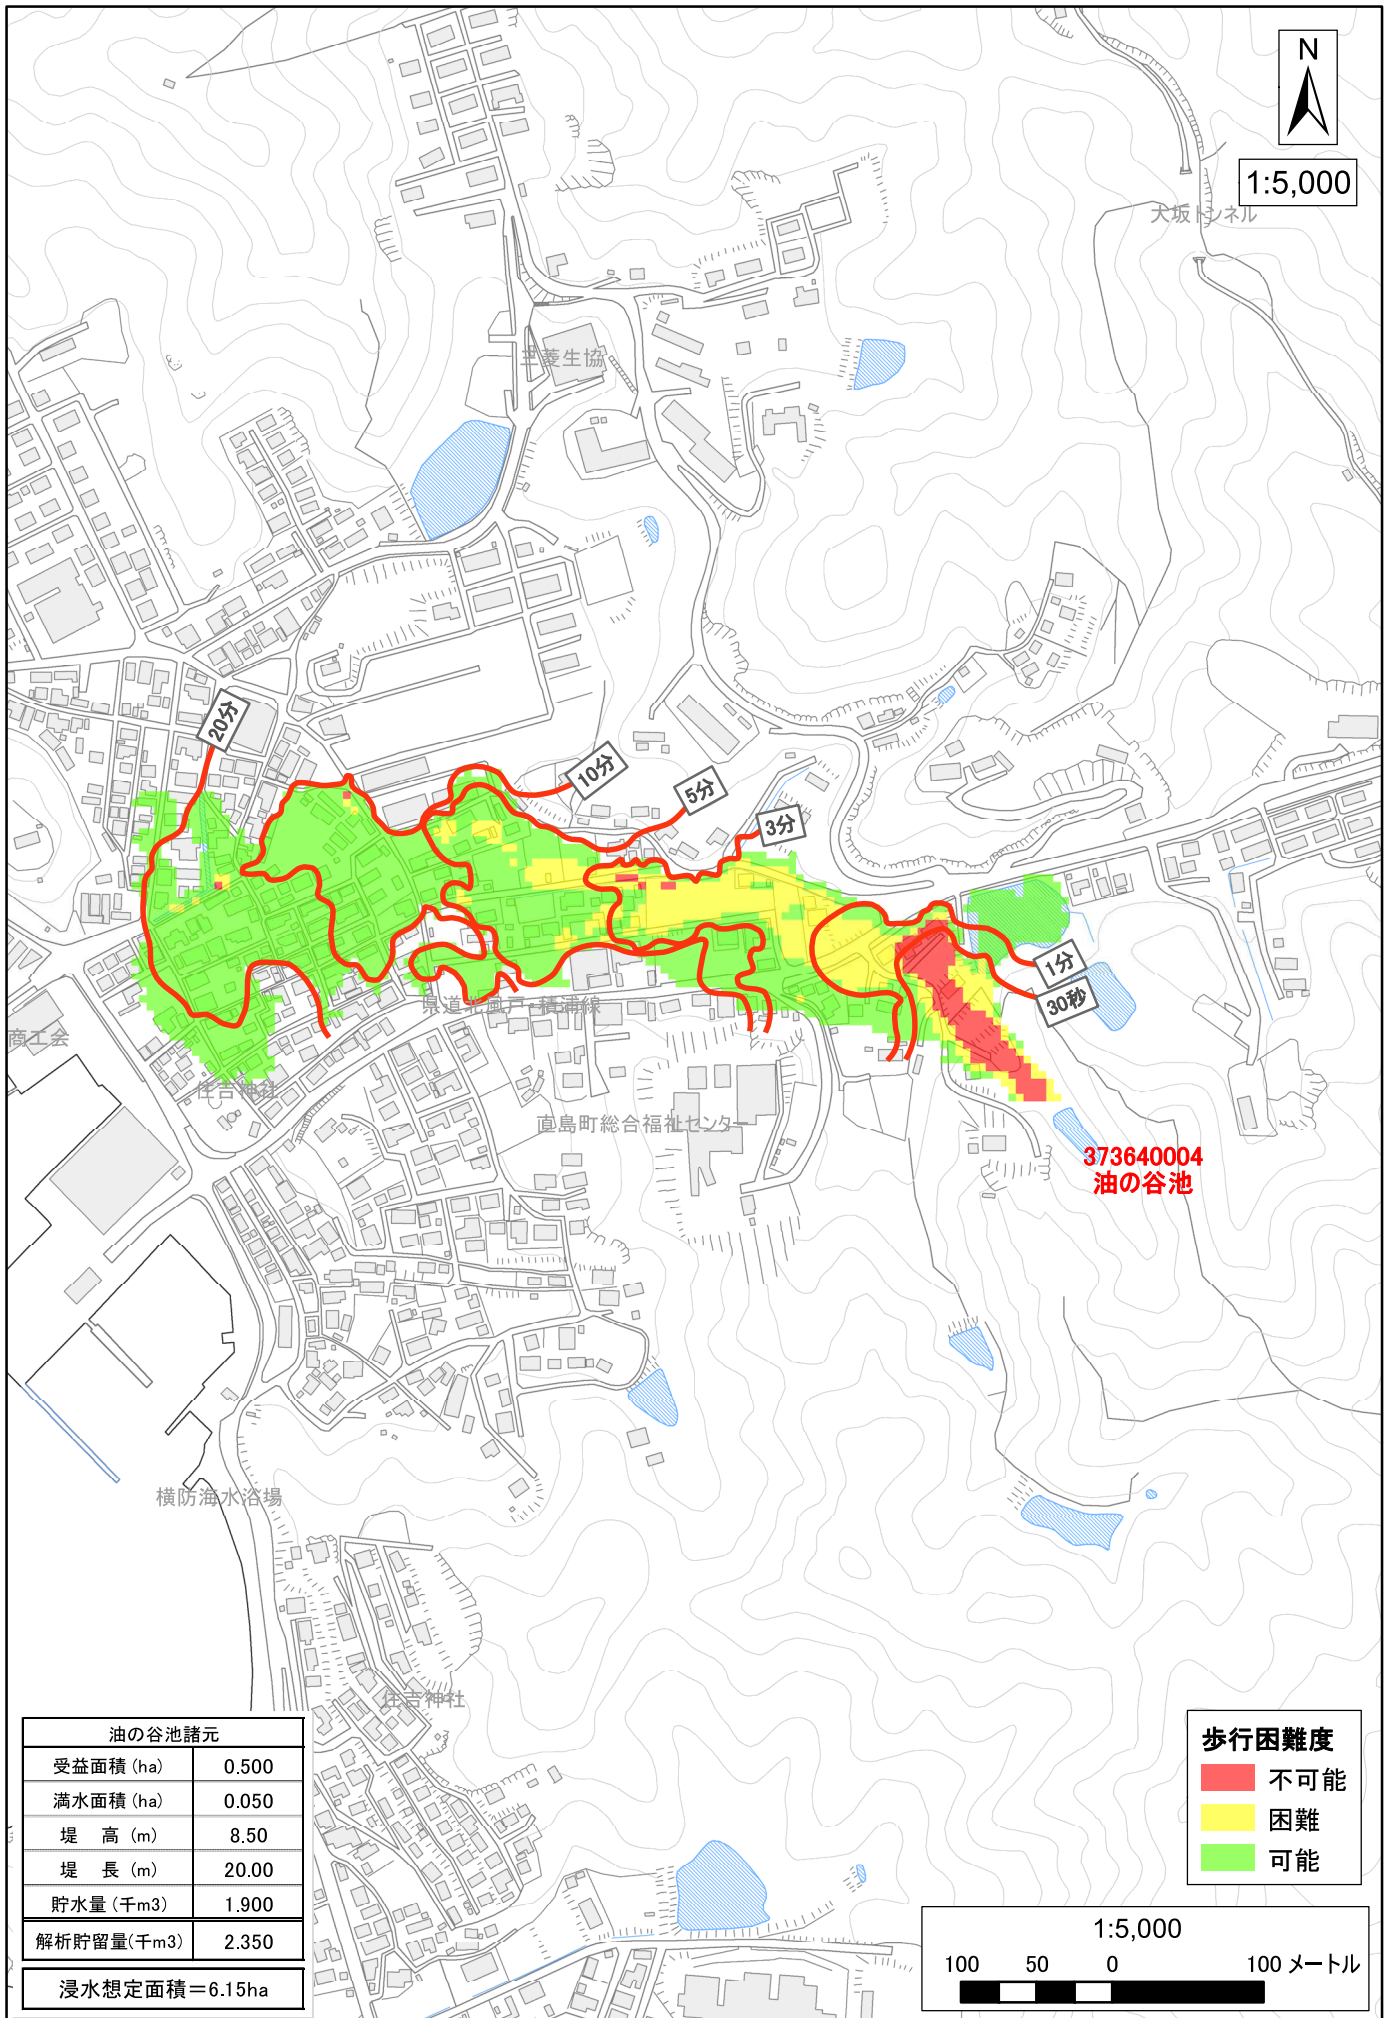 N
1:5,000
大坂トンネル
三菱生協
20分
10分
5分
3分
1分
30秒
県道北風戸・積浦線
商工会
住吉神社
直島町総合福祉センター
373640004
油の谷池
横防海水浴場
住吉神社
油の谷池諸元
受益面積(ha) 0.500
満水面積(ha) 0.050
堤 高 (m) 8.50
堤 長 (m) 20.00
貯水量(千m3) 1.900
解析貯留量(千m3) 2.350
浸水想定面積=6.15ha
歩行困難度
不可能
困難
可能
1:5,000
100 50 0 100 メートル